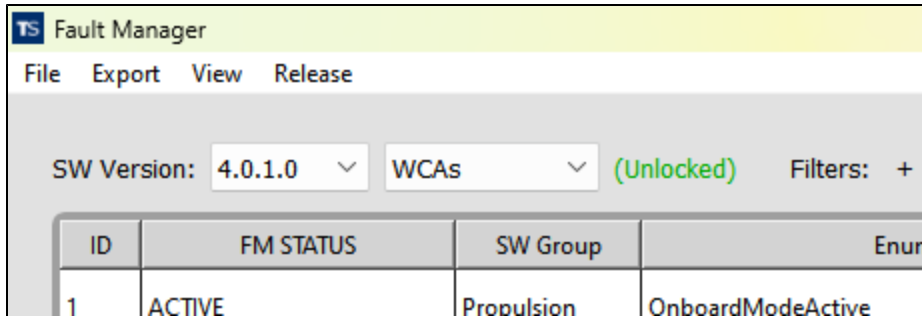 TS Fault Manager
File Export View Release
SW Version: 4.0.1.0 WCAs (Unlocked) Filters: +
ID FM STATUS SW Group Enur
1 ACTIVE Propulsion OnboardModeActive